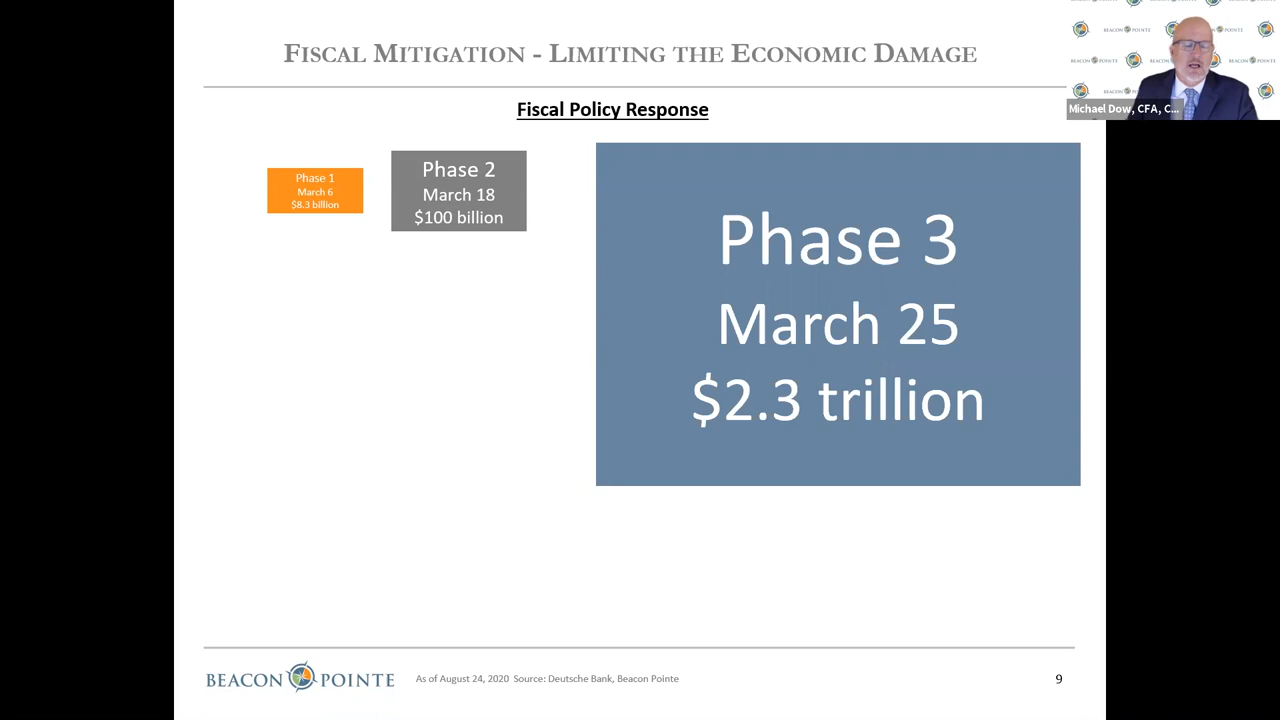 FISCAL MITIGATION - LIMITING THE ECONOMIC DAMAGE
Fiscal Policy Response
Phase 1
March 6
$8.3 billion
Phase 2
March 18
$100 billion
Phase 3
March 25
$2.3 trillion
BEACON POINTE
As of August 24, 2020 Source: Deutsche Bank, Beacon Pointe
9
BEACON POINTE
Michael Dow, CFA, C...